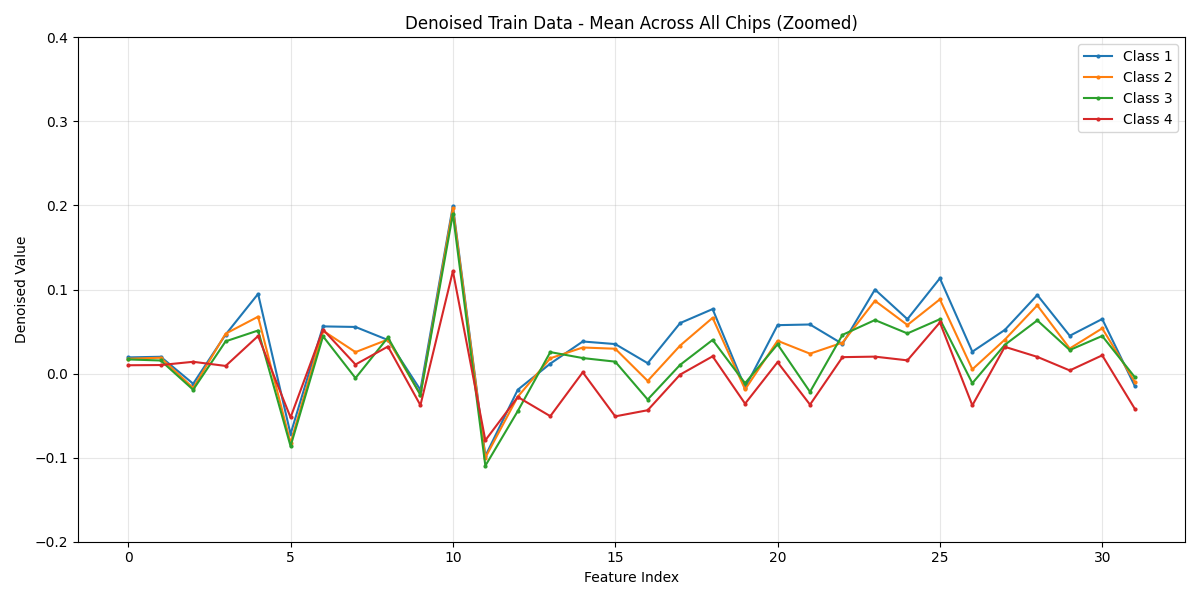 Denoised Train Data - Mean Across All Chips (Zoomed)
Denoised Value
0.4
0.3
0.2
0.1
0.0
−0.1
−0.2
Class 1
Class 2
Class 3
Class 4
0 5 10 15 20 25 30
Feature Index